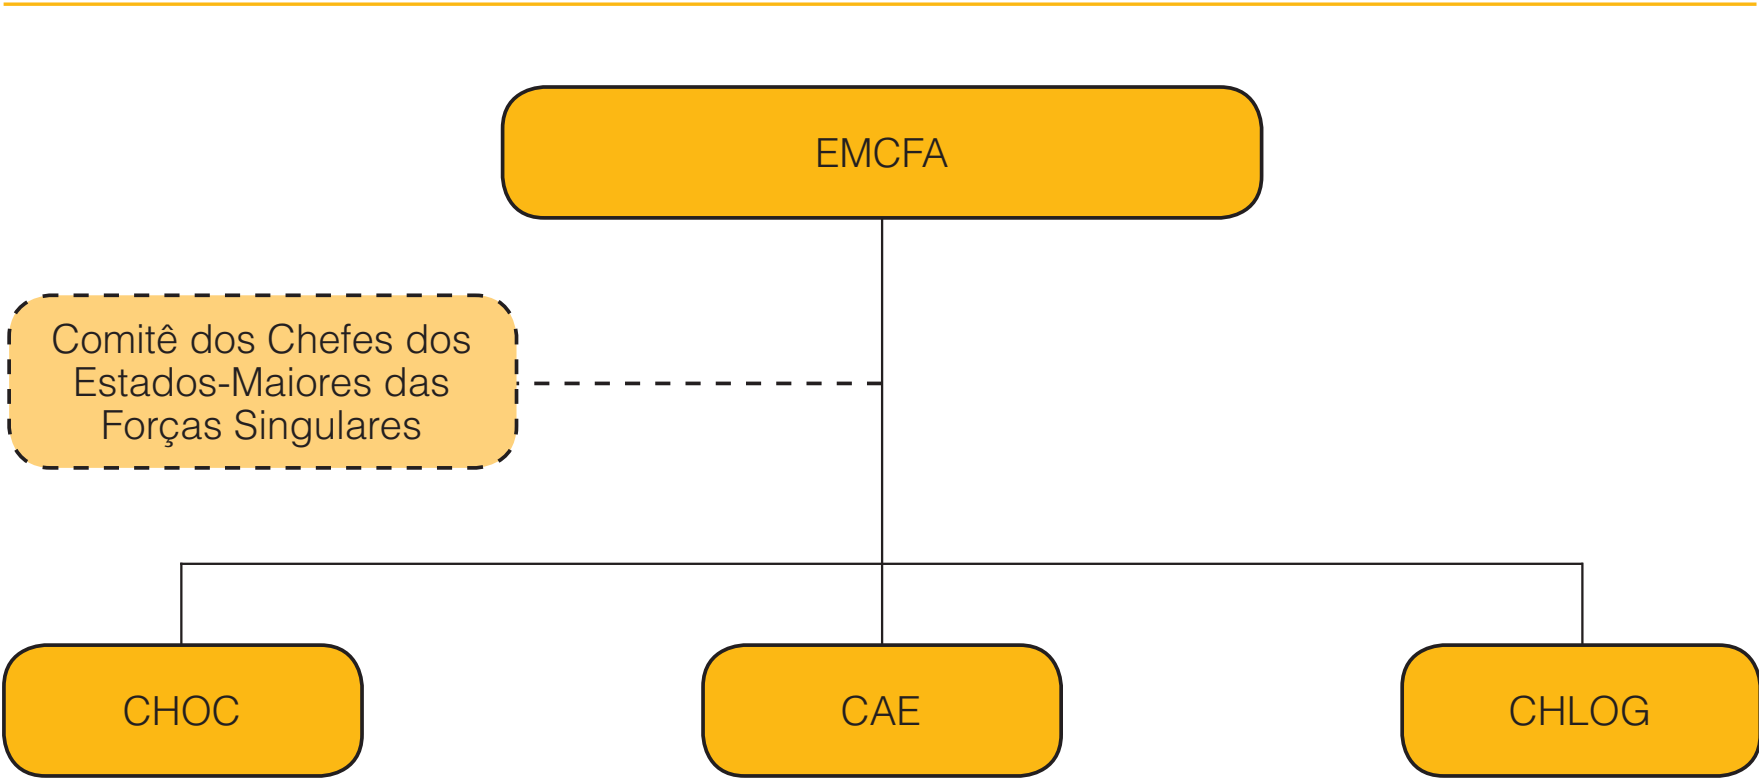 EMCFA
Comitê dos Chefes dos
Estados-Maiores das
Forças Singulares
CHOC
CAE
CHLOG